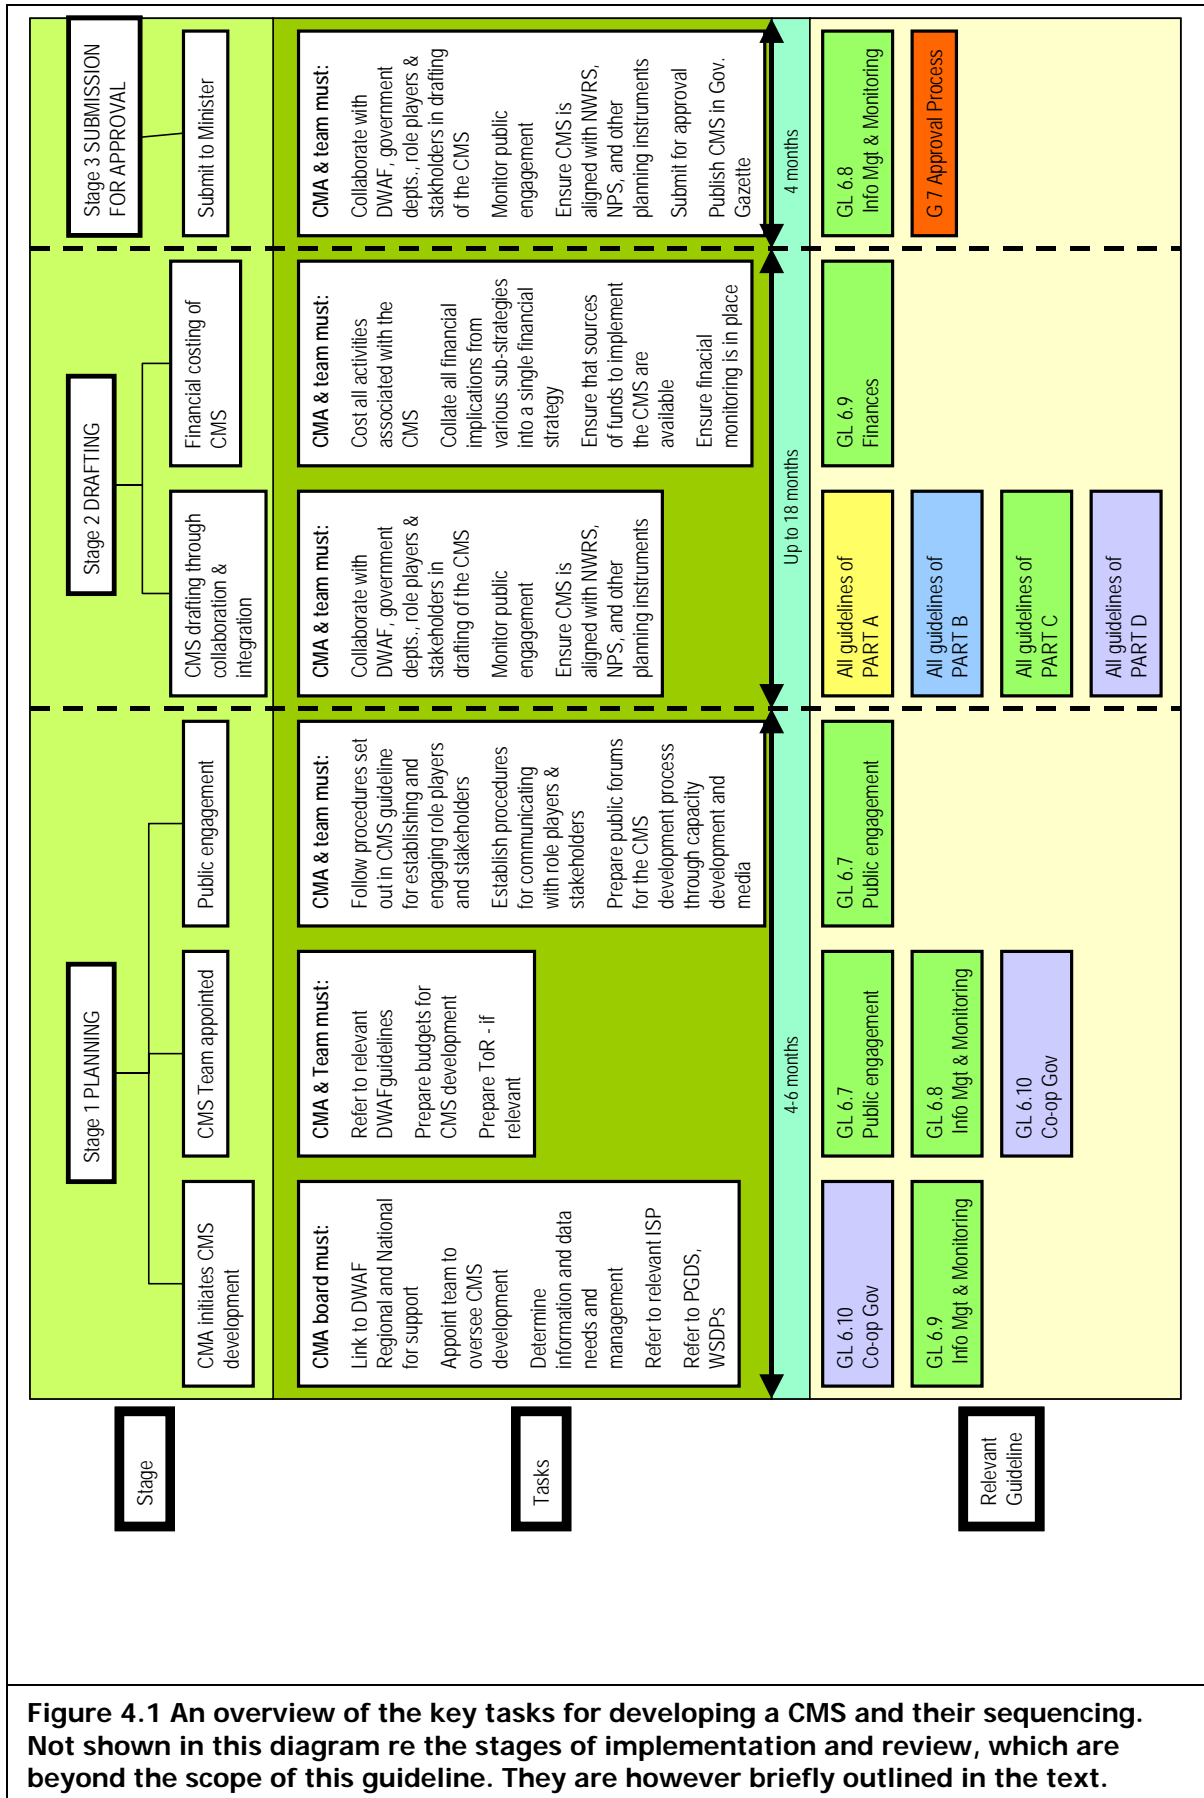 Stage
Stage 1 PLANNING
CMA initiates CMS
development
CMS Team appointed
Public engagement
Stage 2 DRAFTING
CMS drafting through
collaboration &
integration
Financial costing of
CMS
Stage 3 SUBMISSION
FOR APPROVAL
Submit to Minister
Tasks
CMA board must:
Link to DWAF
Regional and National
for support
Appoint team to
oversee CMS
development
Determine
information and data
needs and
management
Refer to relevant ISP
Refer to PGDS,
WSDPs
CMA & Team must:
Refer to relevant
DWAFguidelines
Prepare budgets for
CMS development
Prepare ToR - if
relevant
CMA & team must:
Follow procedures set
out in CMS guideline
for establishing and
engaging role players
and stakeholders
Establish procedures
for communicating
with role players &
stakeholders
Prepare public forums
for the CMS
development process
through capacity
development and
media
CMA & team must:
Collaborate with
DWAF, government
depts., role players &
stakeholders in
drafting of the CMS
Monitor public
engagement
Ensure CMS is
aligned with NWRS,
NPS, and other
planning instruments
CMA & team must:
Cost all activities
associated with the
CMS
Collate all financial
implications from
various sub-strategies
into a single financial
strategy
Ensure that sources
of funds to implement
the CMS are
available
Ensure finacial
monitoring is in place
CMA & team must:
Collaborate with
DWAF, government
depts., role players &
stakholders in drafting
of the CMS
Monitor public
engagement
Ensure CMS is
aligned with NWRS,
NPS, and other
planning instruments
Submit for approval
Publish CMS in Gov.
Gazette
4-6 months
Up to 18 months
4 months
Relevant
Guideline
GL 6.10
Co-op Gov
GL 6.9
Info Mgt & Monitoring
GL 6.7
Public engagement
GL 6.8
Info Mgt & Monitoring
GL 6.10
Co-op Gov
GL 6.7
Public engagement
All guidelines of
PART A
All guidelines of
PART B
All guidelines of
PART C
All guidelines of
PART D
GL 6.9
Finances
GL 6.8
Info Mgt & Monitoring
G 7 Approval Process
Figure 4.1 An overview of the key tasks for developing a CMS and their sequencing.
Not shown in this diagram re the stages of implementation and review, which are
beyond the scope of this guideline. They are however briefly outlined in the text.